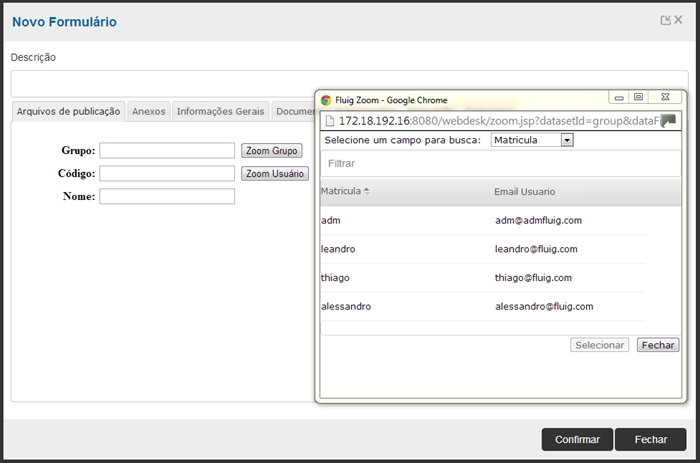 Novo Formulário
Descrição
Arquivos de publicação Anexos Informações Gerais Docume
Grupo: Zoom Grupo
Código: Zoom Usuário
Nome:
Fluig Zoom - Google Chrome
172.18.192.16:8080/webdesk/zoom.jsp?datasetId=group&dataF
Selecione um campo para busca: Matricula
Filtrar
Matricula Email Usuario
adm adm@admfluig.com
leandro leandro@fluig.com
thiago thiago@fluig.com
alessandro alessandro@fluig.com
Selecionar Fechar
Confirmar Fechar